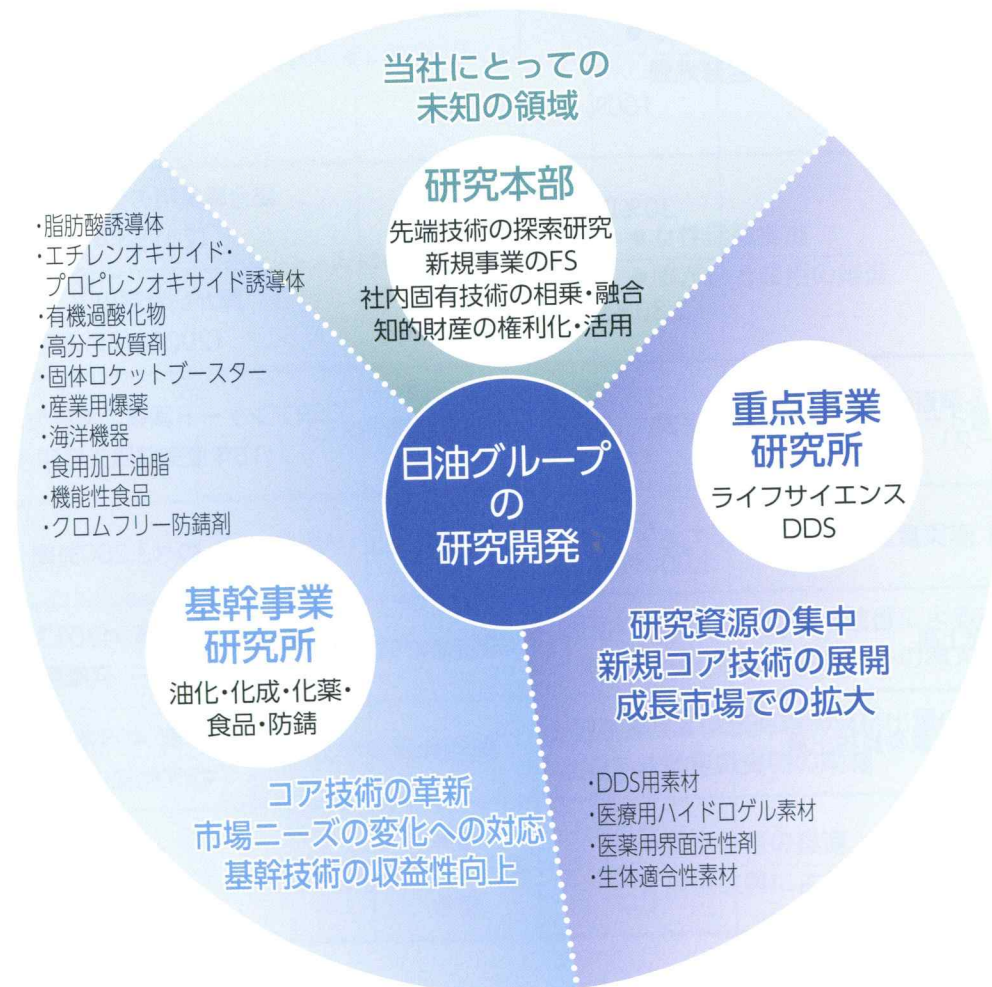 当社にとっての
未知の領域
研究本部
先端技術の探索研究
新規事業のFS
社内固有技術の相乗・融合
知的財産の権利化・活用
・脂肪酸誘導体
・エチレンオキサイド・
プロピレンオキサイド誘導体
・有機過酸化物
・高分子改質剤
・固体ロケットブースター
・産業用爆薬
・海洋機器
・食用加工油脂
・機能性食品
・クロムフリー防錆剤
日油グループ
の
研究開発
重点事業
研究所
ライフサイエンス
DDS
研究資源の集中
新規コア技術の展開
成長市場での拡大
・DDS用素材
・医療用ハイドロゲル素材
・医薬用界面活性剤
・生体適合性素材
基幹事業
研究所
油化・化成・化薬・
食品・防錆
コア技術の革新
市場ニーズの変化への対応
基幹技術の収益性向上